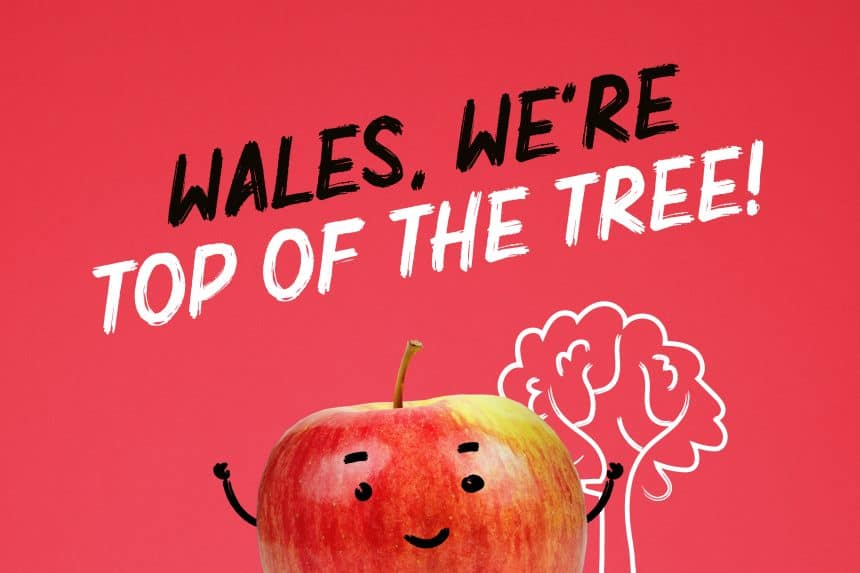 WALES, WE'RE
TOP OF THE TREE!